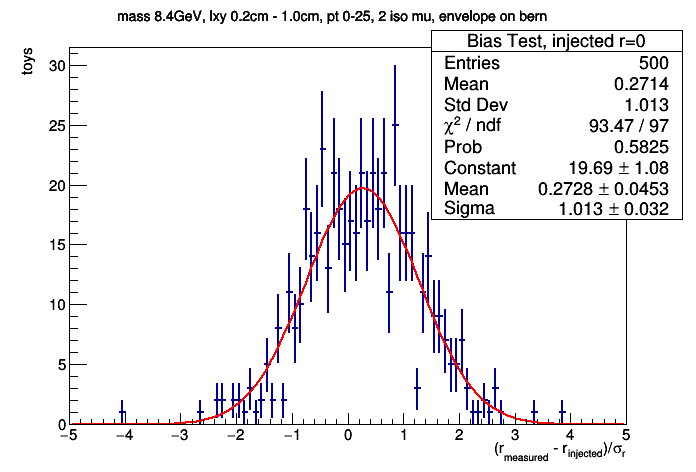 mass 8.4GeV, lxy 0.2cm - 1.0cm, pt 0-25, 2 iso mu, envelope on bern
Bias Test, injected r=0
Entries 500
Mean 0.2714
Std Dev 1.013
χ² / ndf 93.47 / 97
Prob 0.5825
Constant 19.69 ± 1.08
Mean 0.2728 ± 0.0453
Sigma 1.013 ± 0.032
toys
30
25
20
15
10
5
0
−5 −4 −3 −2 −1 0 1 2 3 4 5
(r_measured - r_injected)/σ_r